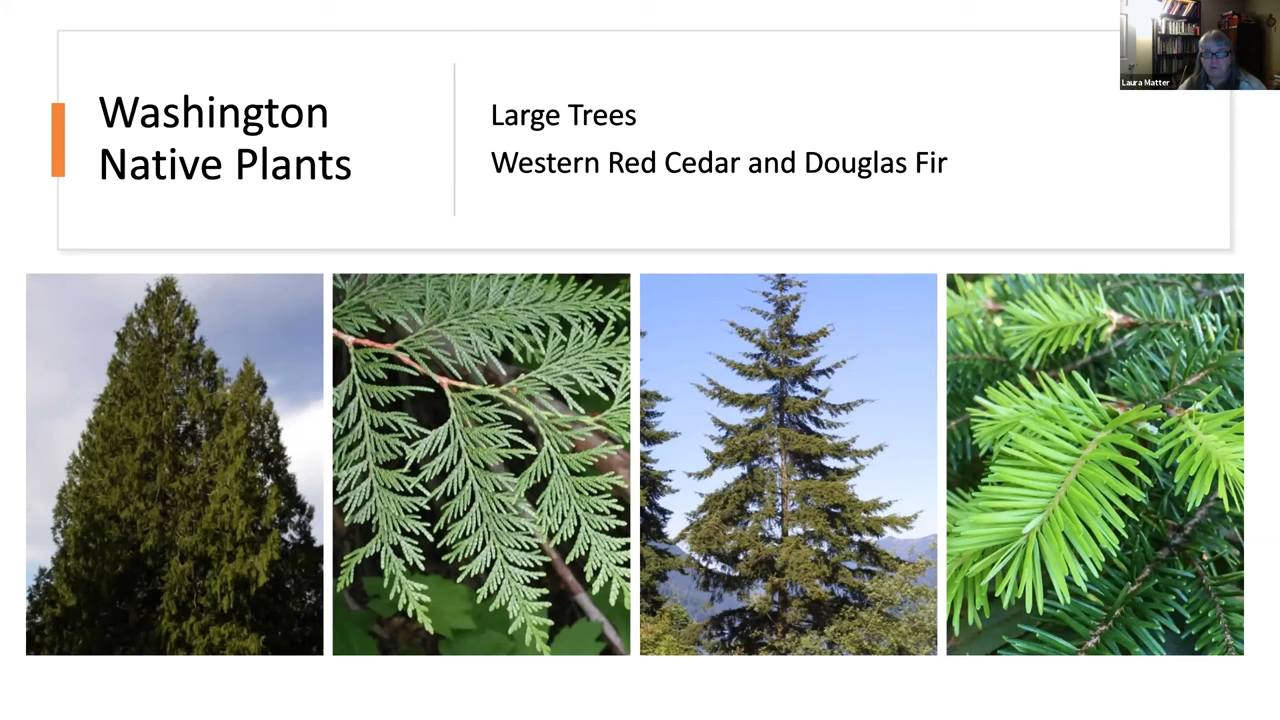 Washington
Native Plants
Large Trees
Western Red Cedar and Douglas Fir
Laura Matter